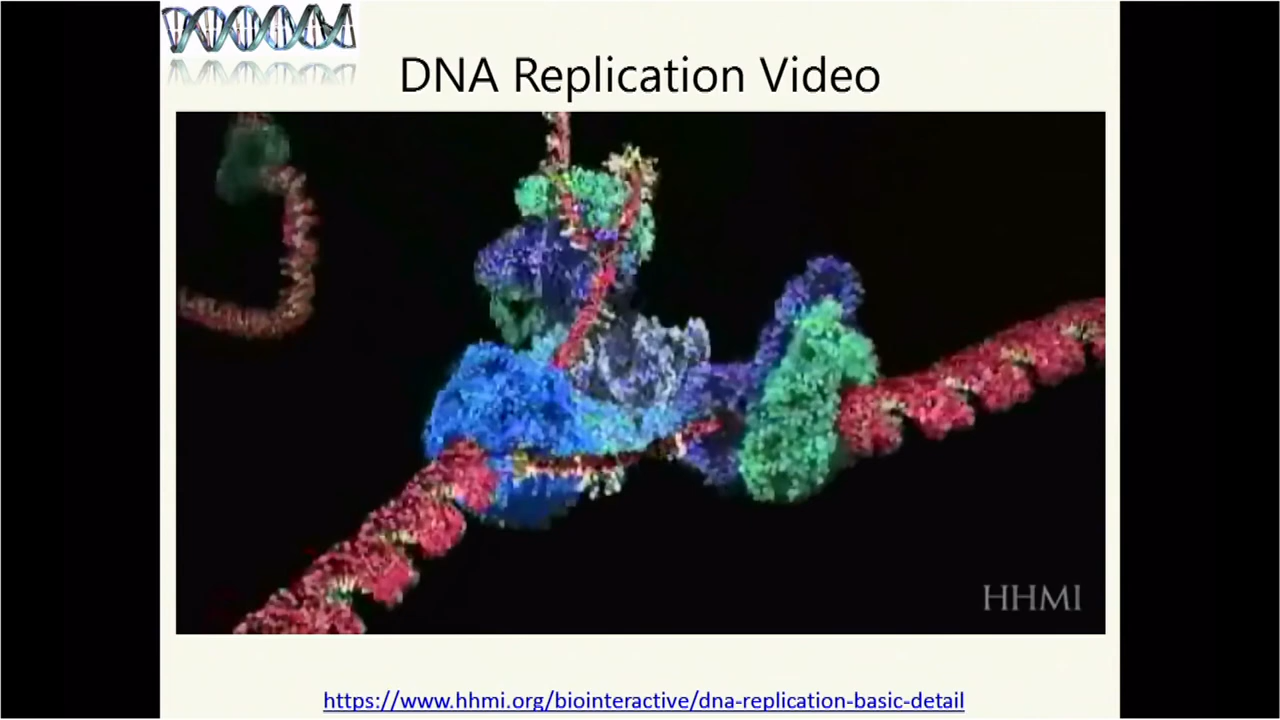 DNA Replication Video
HHMI
https://www.hhmi.org/biointeractive/dna-replication-basic-detail